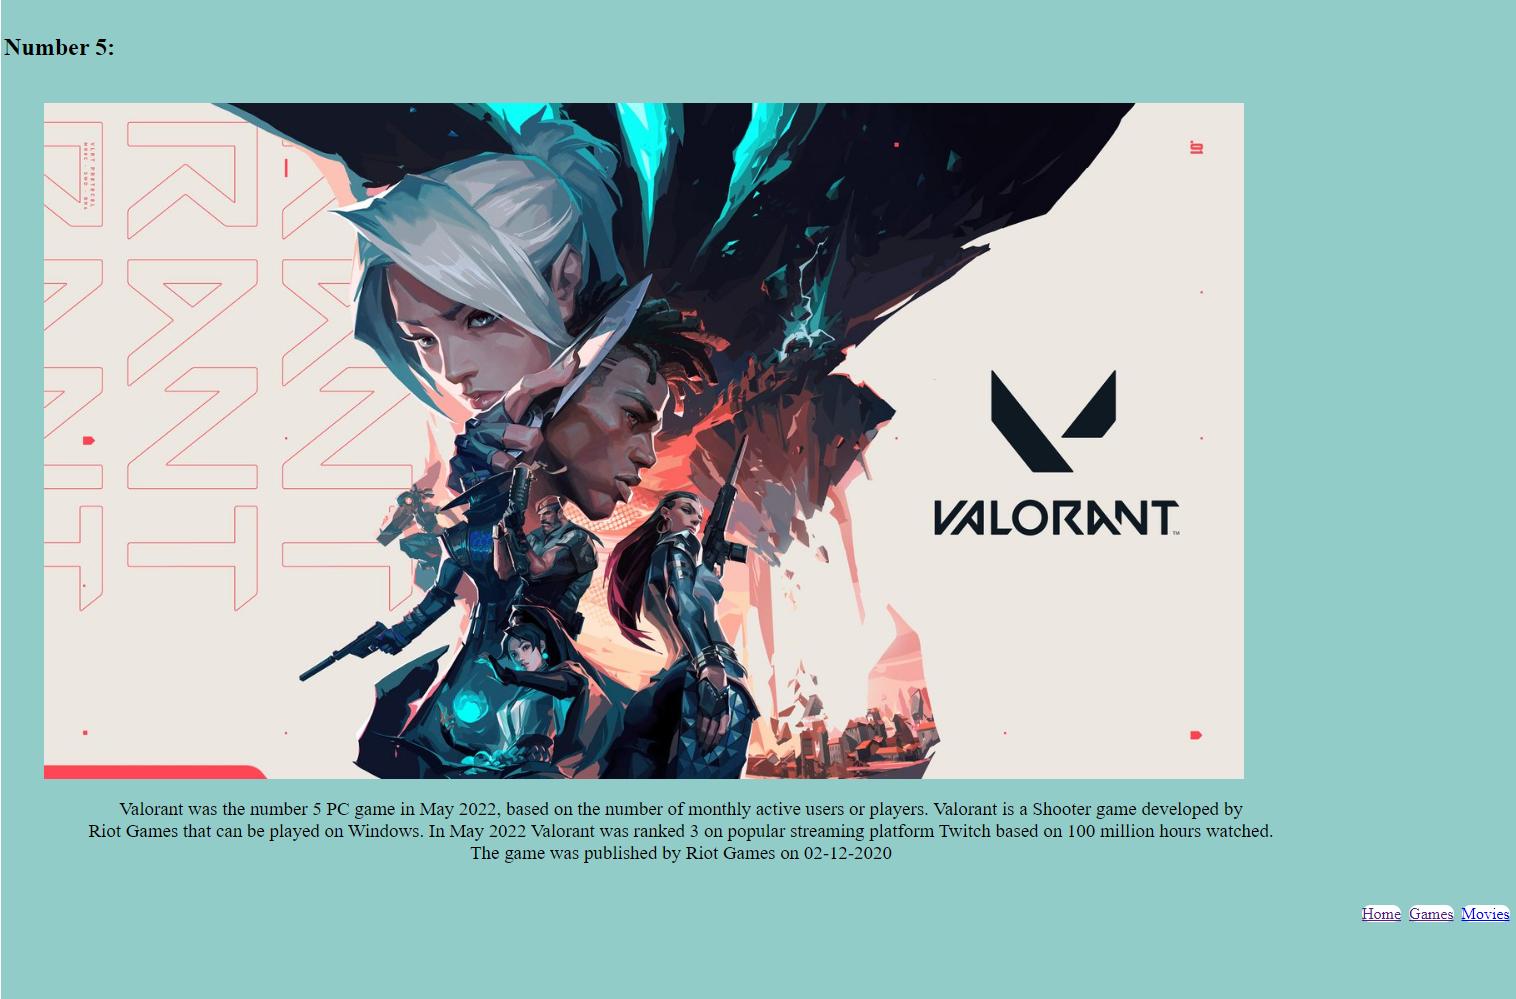 Number 5:
VALORANT™
Valorant was the number 5 PC game in May 2022, based on the number of monthly active users or players. Valorant is a Shooter game developed by
Riot Games that can be played on Windows. In May 2022 Valorant was ranked 3 on popular streaming platform Twitch based on 100 million hours watched.
The game was published by Riot Games on 02-12-2020
Home Games Movies